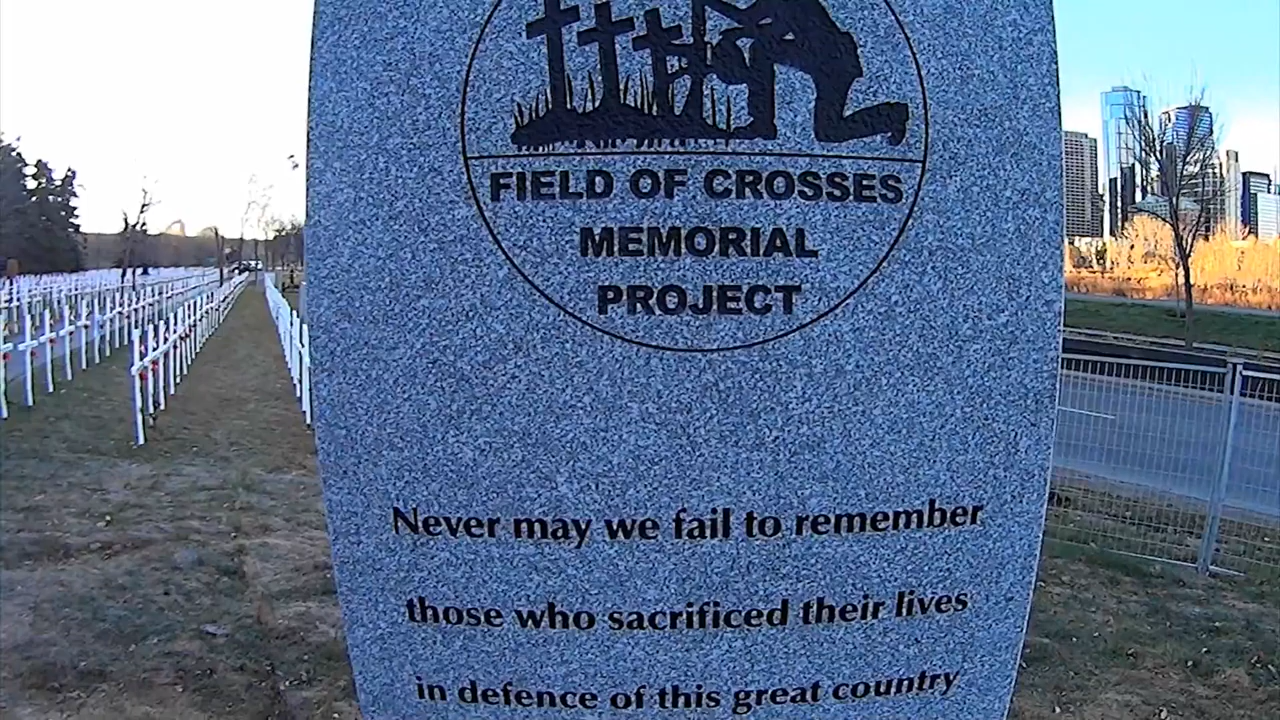 FIELD OF CROSSES
MEMORIAL
PROJECT
Never may we fail to remember
those who sacrificed their lives
in defence of this great country